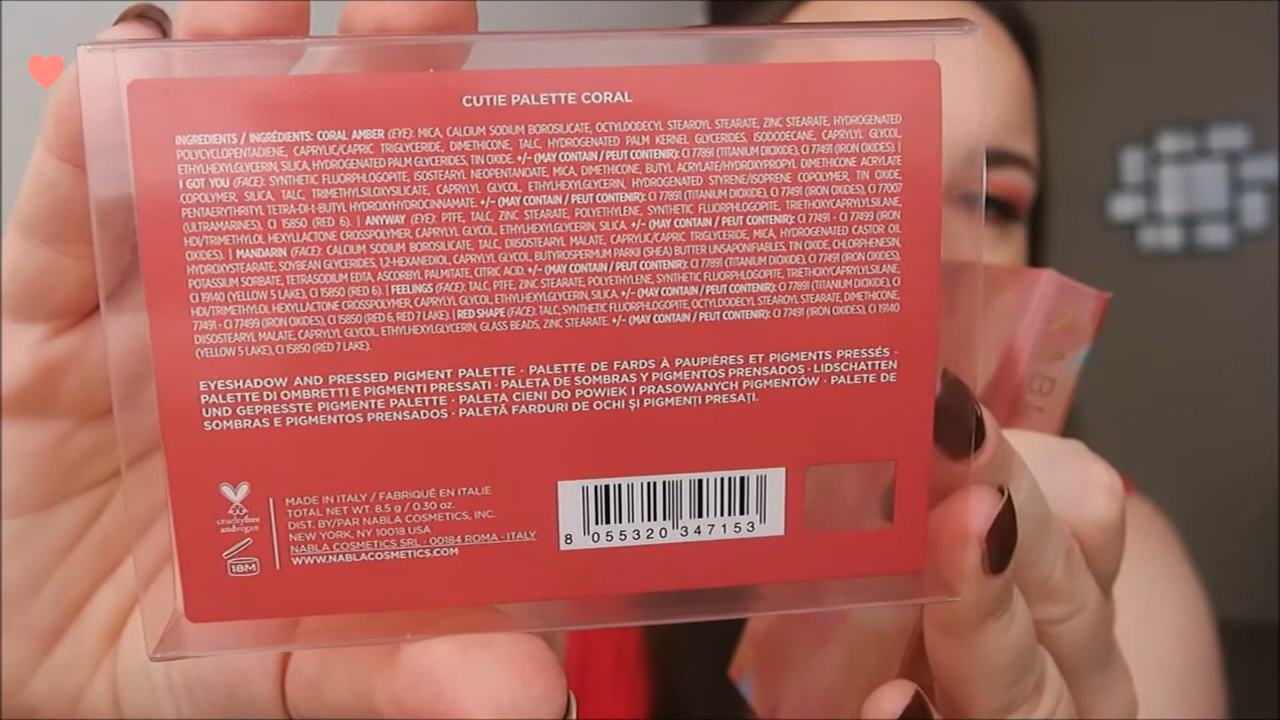 CUTIE PALETTE CORAL
INGREDIENTS / INGRÉDIENTS: CORAL AMBER (EYE): MICA, CALCIUM SODIUM BOROSILICATE, OCTYLDODECYL STEAROYL STEARATE, ZINC STEARATE, HYDROGENATED
POLYCYCLOPENTADIENE, CAPRYLIC/CAPRIC TRIGLYCERIDE, DIMETHICONE, TALC, HYDROGENATED PALM KERNEL GLYCERIDES, ISODODECANE, CAPRYLYL GLYCOL,
ETHYLHEXYLGLYCERIN, SILICA, HYDROGENATED PALM GLYCERIDES, TIN OXIDE. +/- (MAY CONTAIN / PEUT CONTENIR): CI 77891 (TITANIUM DIOXIDE), CI 77491 (IRON OXIDES). |
I GOT YOU (FACE): SYNTHETIC FLUORPHLOGOPITE, ISOSTEARYL NEOPENTANOATE, MICA, DIMETHICONE, BUTYL ACRYLATE/HYDROXYPROPYL DIMETHICONE ACRYLATE
COPOLYMER, SILICA, TALC, TRIMETHYLSILOXYSILICATE, CAPRYLYL GLYCOL, ETHYLHEXYLGLYCERIN, HYDROGENATED STYRENE/ISOPRENE COPOLYMER, TIN OXIDE,
PENTAERYTHRITYL TETRA-DI-t-BUTYL HYDROXYHYDROCINNAMATE. +/- (MAY CONTAIN / PEUT CONTENIR): CI 77891 (TITANIUM DIOXIDE), CI 77491 (IRON OXIDES), CI 77007
(ULTRAMARINES), CI 15850 (RED 6). | ANYWAY (EYE): PTFE, TALC, ZINC STEARATE, POLYETHYLENE, SYNTHETIC FLUORPHLOGOPITE, TRIETHOXYCAPRYLYLSILANE,
HDI/TRIMETHYLOL HEXYLLACTONE CROSSPOLYMER, CAPRYLYL GLYCOL, ETHYLHEXYLGLYCERIN, SILICA. +/- (MAY CONTAIN / PEUT CONTENIR): CI 77491 - CI 77499 (IRON
OXIDES). | MANDARIN (FACE): CALCIUM SODIUM BOROSILICATE, TALC, DIISOSTEARYL MALATE, CAPRYLIC/CAPRIC TRIGLYCERIDE, MICA, HYDROGENATED CASTOR OIL
HYDROXYSTEARATE, SOYBEAN GLYCERIDES, 1,2-HEXANEDIOL, CAPRYLYL GLYCOL, BUTYROSPERMUM PARKII (SHEA) BUTTER UNSAPONIFIABLES, TIN OXIDE, CHLORPHENESIN,
POTASSIUM SORBATE, TETRASODIUM EDTA, ASCORBYL PALMITATE, CITRIC ACID. +/- (MAY CONTAIN / PEUT CONTENIR): CI 77891 (TITANIUM DIOXIDE), CI 77491 (IRON OXIDES),
CI 19140 (YELLOW 5 LAKE), CI 15850 (RED 6). | FEELINGS (FACE): TALC, PTFE, ZINC STEARATE, POLYETHYLENE, SYNTHETIC FLUORPHLOGOPITE, TRIETHOXYCAPRYLYLSILANE,
HDI/TRIMETHYLOL HEXYLLACTONE CROSSPOLYMER, CAPRYLYL GLYCOL, ETHYLHEXYLGLYCERIN, SILICA. +/- (MAY CONTAIN / PEUT CONTENIR): CI 77891 (TITANIUM DIOXIDE), CI
77491 - CI 77499 (IRON OXIDES), CI 15850 (RED 6, RED 7 LAKE). | RED SHAPE (FACE): TALC, SYNTHETIC FLUORPHLOGOPITE, OCTYLDODECYL STEAROYL STEARATE, DIMETHICONE,
DIISOSTEARYL MALATE, CAPRYLYL GLYCOL, ETHYLHEXYLGLYCERIN, GLASS BEADS, ZINC STEARATE. +/- (MAY CONTAIN / PEUT CONTENIR): CI 77491 (IRON OXIDES), CI 19140
(YELLOW 5 LAKE), CI 15850 (RED 7 LAKE).
EYESHADOW AND PRESSED PIGMENT PALETTE · PALETTE DE FARDS À PAUPIÈRES ET PIGMENTS PRESSÉS ·
PALETTE DI OMBRETTI E PIGMENTI PRESSATI · PALETA DE SOMBRAS Y PIGMENTOS PRENSADOS · LIDSCHATTEN
UND GEPRESSTE PIGMENTE PALETTE · PALETA CIENI DO POWIEK I PRASOWANYCH PIGMENTÓW · PALETE DE
SOMBRAS E PIGMENTOS PRENSADOS · PALETĂ FARDURI DE OCHI ŞI PIGMENŢI PRESAŢI.
crueltyfree
andvegan
18M
MADE IN ITALY / FABRIQUÉ EN ITALIE
TOTAL NET WT. 8.5 g / 0.30 oz.
DIST. BY/PAR NABLA COSMETICS, INC.
NEW YORK, NY 10018 USA
NABLA COSMETICS SRL · 00184 ROMA · ITALY
WWW.NABLACOSMETICS.COM
8 055320 347153